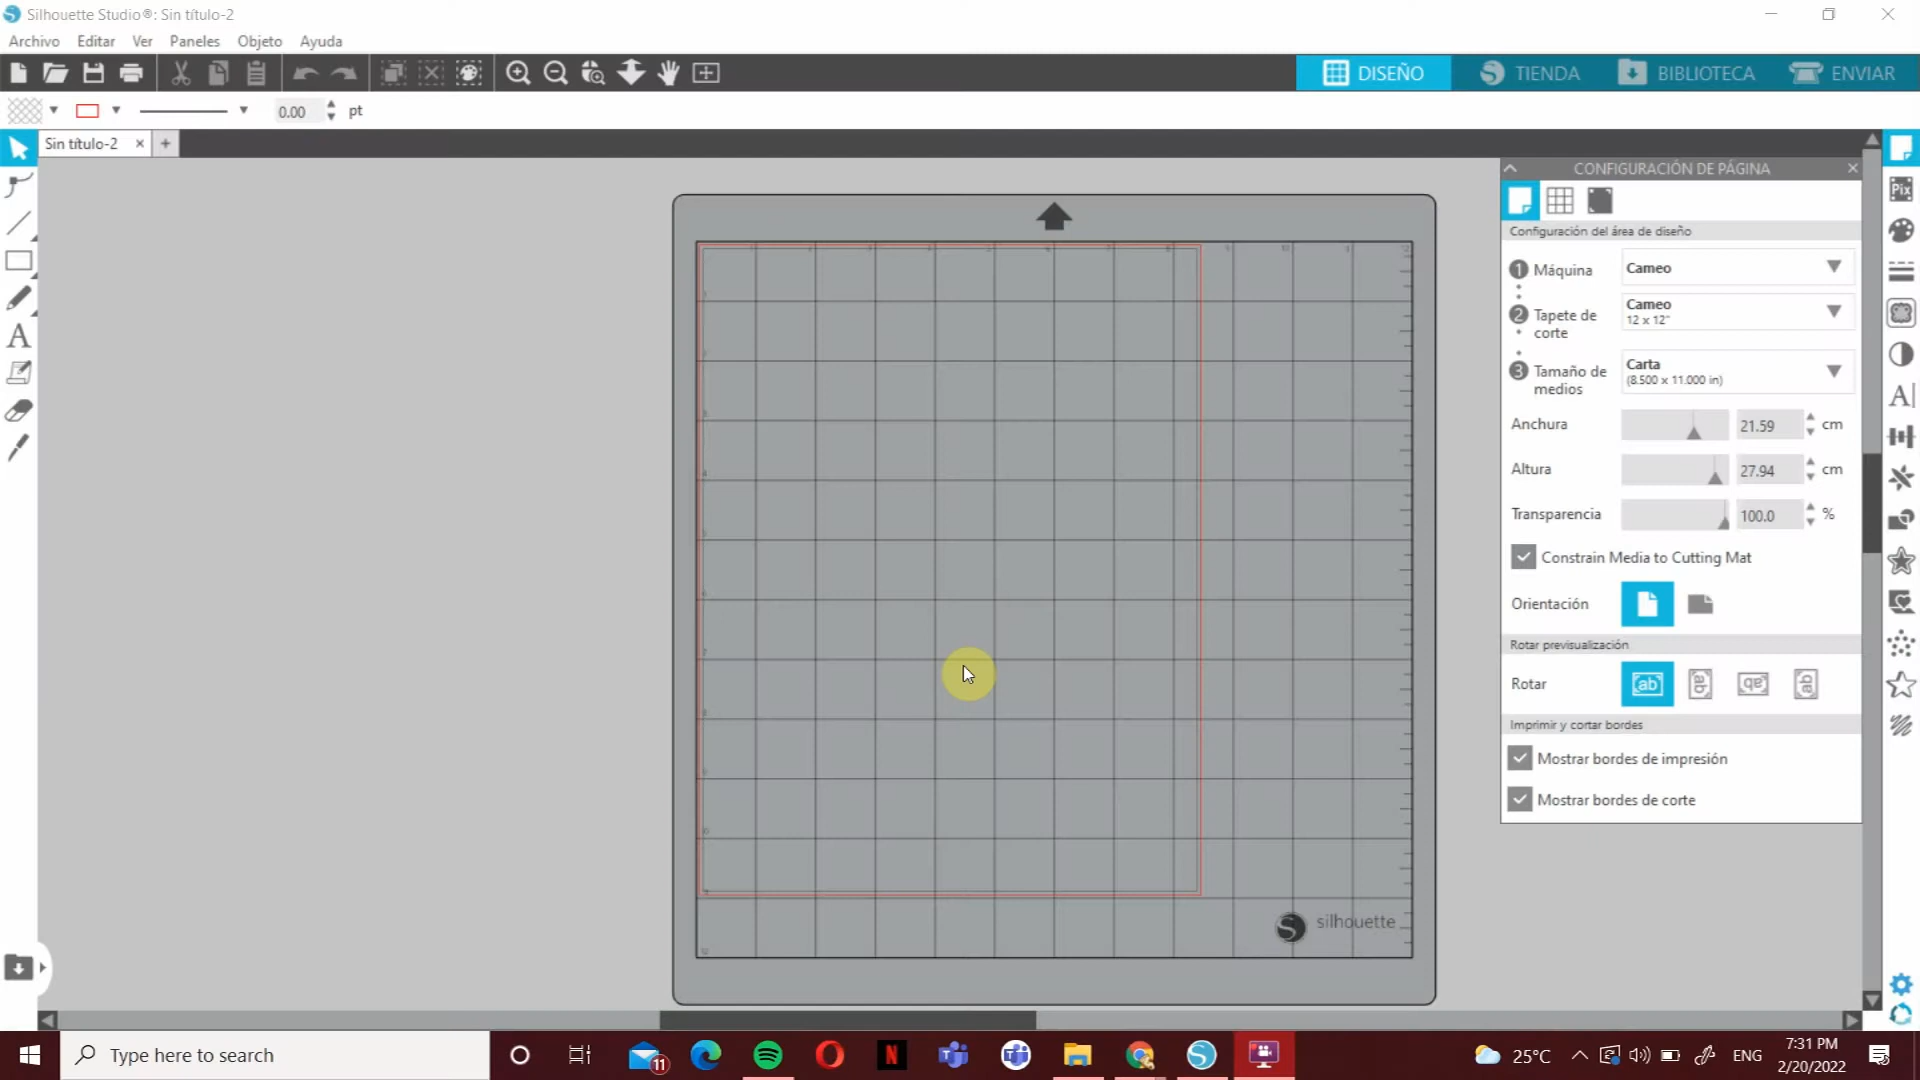 Silhouette Studio®: Sin título-2
Archivo Editar Ver Paneles Objeto Ayuda
DISEÑO TIENDA BIBLIOTECA ENVIAR
0.00 pt
Sin título-2
CONFIGURACIÓN DE PÁGINA
Configuración del área de diseño
1 Máquina Cameo
2 Tapete de corte Cameo
12 x 12"
3 Tamaño de medios Carta
(8.500 x 11.000 in)
Anchura 21.59 cm
Altura 27.94 cm
Transparencia 100.0 %
Constrain Media to Cutting Mat
Orientación
Rotar previsualización
Rotar
Imprimir y cortar bordes
Mostrar bordes de impresión
Mostrar bordes de corte
silhouette
Type here to search
11
25°C
ENG
7:31 PM
2/20/2022